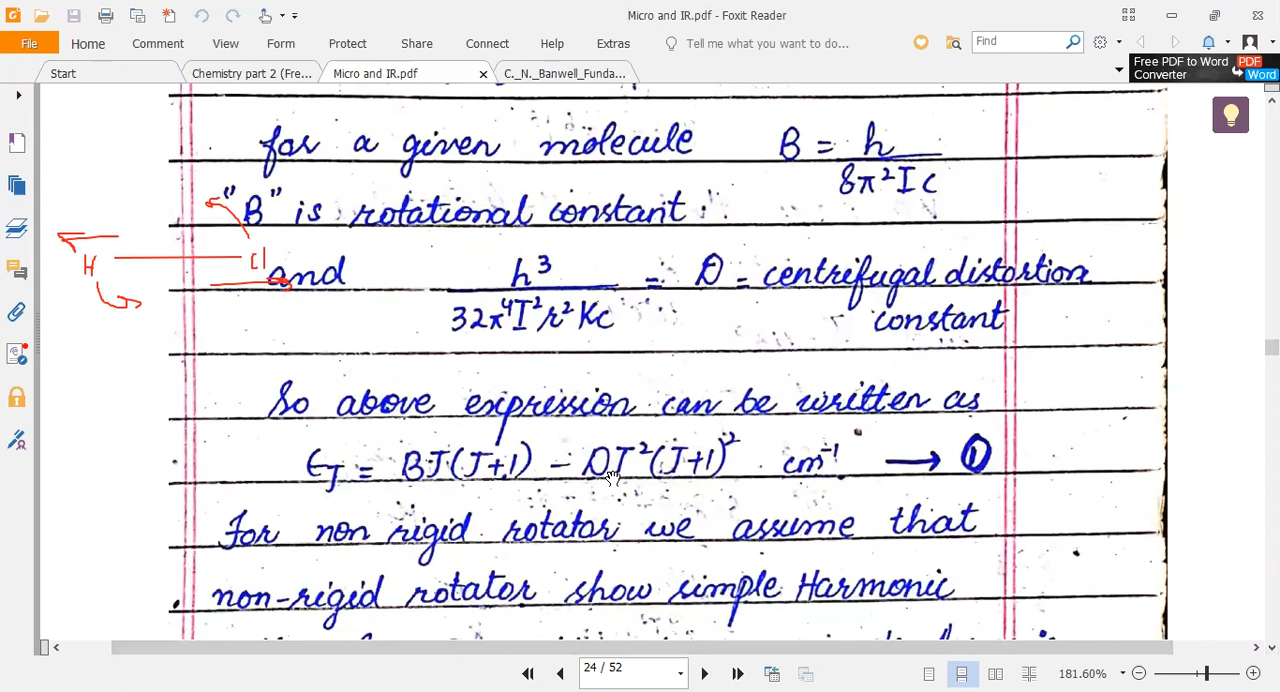 Micro and IR.pdf - Foxit Reader
File Home Comment View Form Protect Share Connect Help Extras Tell me what you want to do... Find
Start Chemistry part 2 (Fre... Micro and IR.pdf C._N._Banwell_Funda... Free PDF to Word Converter PDF Word
for a given molecule B = h / 8π²Ic
"B" is rotational constant.
H Cl
and h³ / 32π⁴I²r²Kc = D = centrifugal distortion
constant
So above expression can be written as
ϵJ = BJ(J+1) - DJ²(J+1)² cm⁻¹ → ①
For non rigid rotator we assume that
non-rigid rotator show simple Harmonic
24 / 52 181.60%